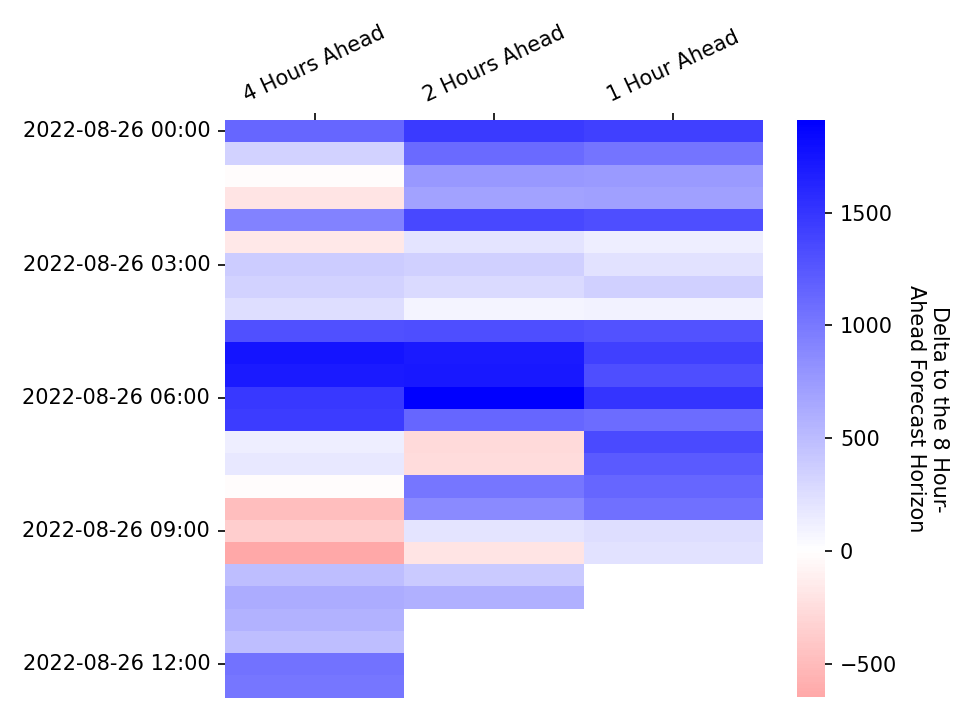 4 Hours Ahead
2 Hours Ahead
1 Hour Ahead
2022-08-26 00:00
2022-08-26 03:00
2022-08-26 06:00
2022-08-26 09:00
2022-08-26 12:00
1500
1000
500
0
−500
Delta to the 8 Hour-
Ahead Forecast Horizon